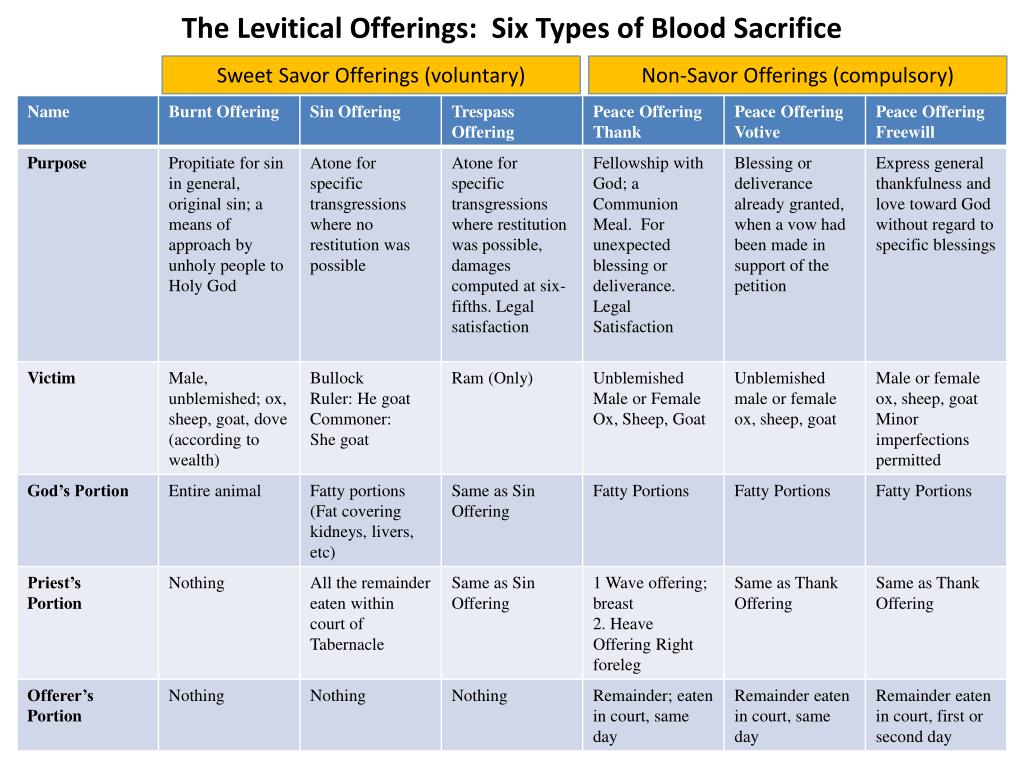 The Levitical Offerings:  Six Types of Blood Sacrifice
Sweet Savor Offerings (voluntary)
Non-Savor Offerings (compulsory)
Name
Burnt Offering
Sin Offering
Trespass
Offering
Peace Offering
Thank
Peace Offering
Votive
Peace Offering
Freewill
Purpose
Propitiate for sin
in general,
original sin; a
means of
approach by
unholy people to
Holy God
Atone for
specific
transgressions
where no
restitution was
possible
Atone for
specific
transgressions
where restitution
was possible,
damages
computed at six-
fifths. Legal
satisfaction
Fellowship with
God; a
Communion
Meal.  For
unexpected
blessing or
deliverance.
Legal
Satisfaction
Blessing or
deliverance
already granted,
when a vow had
been made in
support of the
petition
Express general
thankfulness and
love toward God
without regard to
specific blessings
Victim
Male,
unblemished; ox,
sheep, goat, dove
(according to
wealth)
Bullock
Ruler: He goat
Commoner:
She goat
Ram (Only)
Unblemished
Male or Female
Ox, Sheep, Goat
Unblemished
male or female
ox, sheep, goat
Male or female
ox, sheep, goat
Minor
imperfections
permitted
God’s Portion
Entire animal
Fatty portions
(Fat covering
kidneys, livers,
etc)
Same as Sin
Offering
Fatty Portions
Fatty Portions
Fatty Portions
Priest’s
Portion
Nothing
All the remainder
eaten within
court of
Tabernacle
Same as Sin
Offering
1 Wave offering;
breast
2. Heave
Offering Right
foreleg
Same as Thank
Offering
Same as Thank
Offering
Offerer’s
Portion
Nothing
Nothing
Nothing
Remainder; eaten
in court, same
day
Remainder eaten
in court, same
day
Remainder eaten
in court, first or
second day